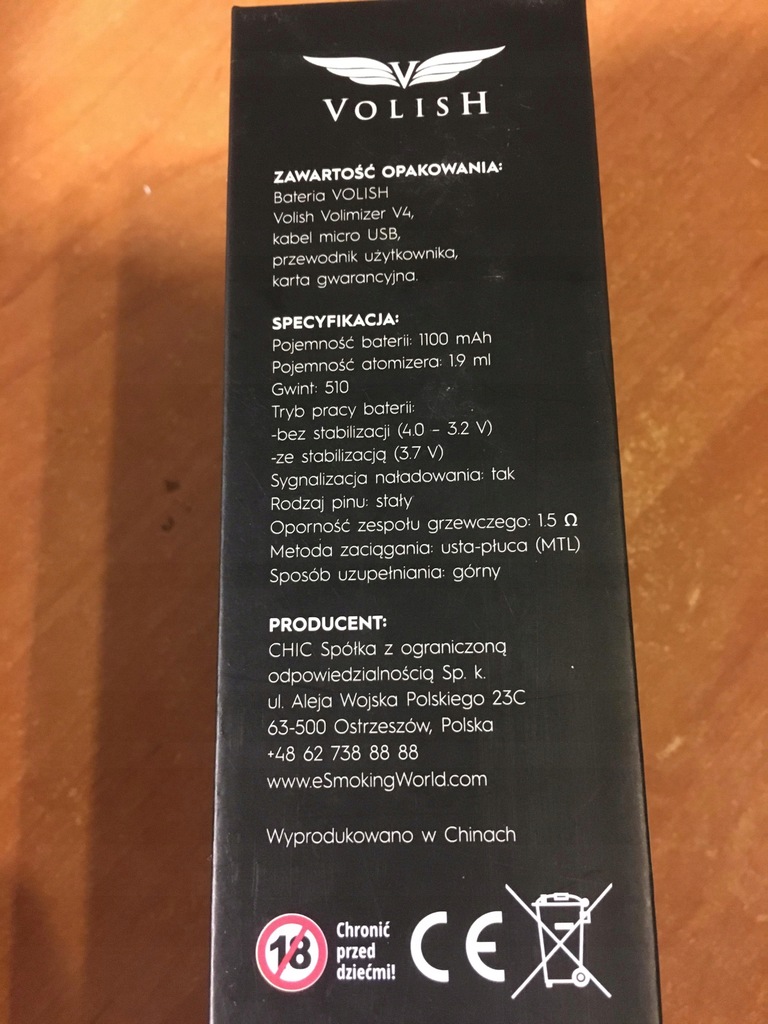 V
VOLISH
ZAWARTOŚĆ OPAKOWANIA:
Bateria VOLISH
Volish Volimizer V4,
kabel micro USB,
przewodnik użytkownika,
karta gwarancyjna.
SPECYFIKACJA:
Pojemność baterii: 1100 mAh
Pojemność atomizera: 1.9 ml
Gwint: 510
Tryb pracy baterii:
-bez stabilizacji (4.0 – 3.2 V)
-ze stabilizacją (3.7 V)
Sygnalizacja naładowania: tak
Rodzaj pinu: stały
Oporność zespołu grzewczego: 1.5 Ω
Metoda zaciągania: usta-płuca (MTL)
Sposób uzupełniania: górny
PRODUCENT:
CHIC Spółka z ograniczoną
odpowiedzialnością Sp. k.
ul. Aleja Wojska Polskiego 23C
63-500 Ostrzeszów, Polska
+48 62 738 88 88
www.eSmokingWorld.com
Wyprodukowano w Chinach
18
Chronić
przed
dziećmi!
CE